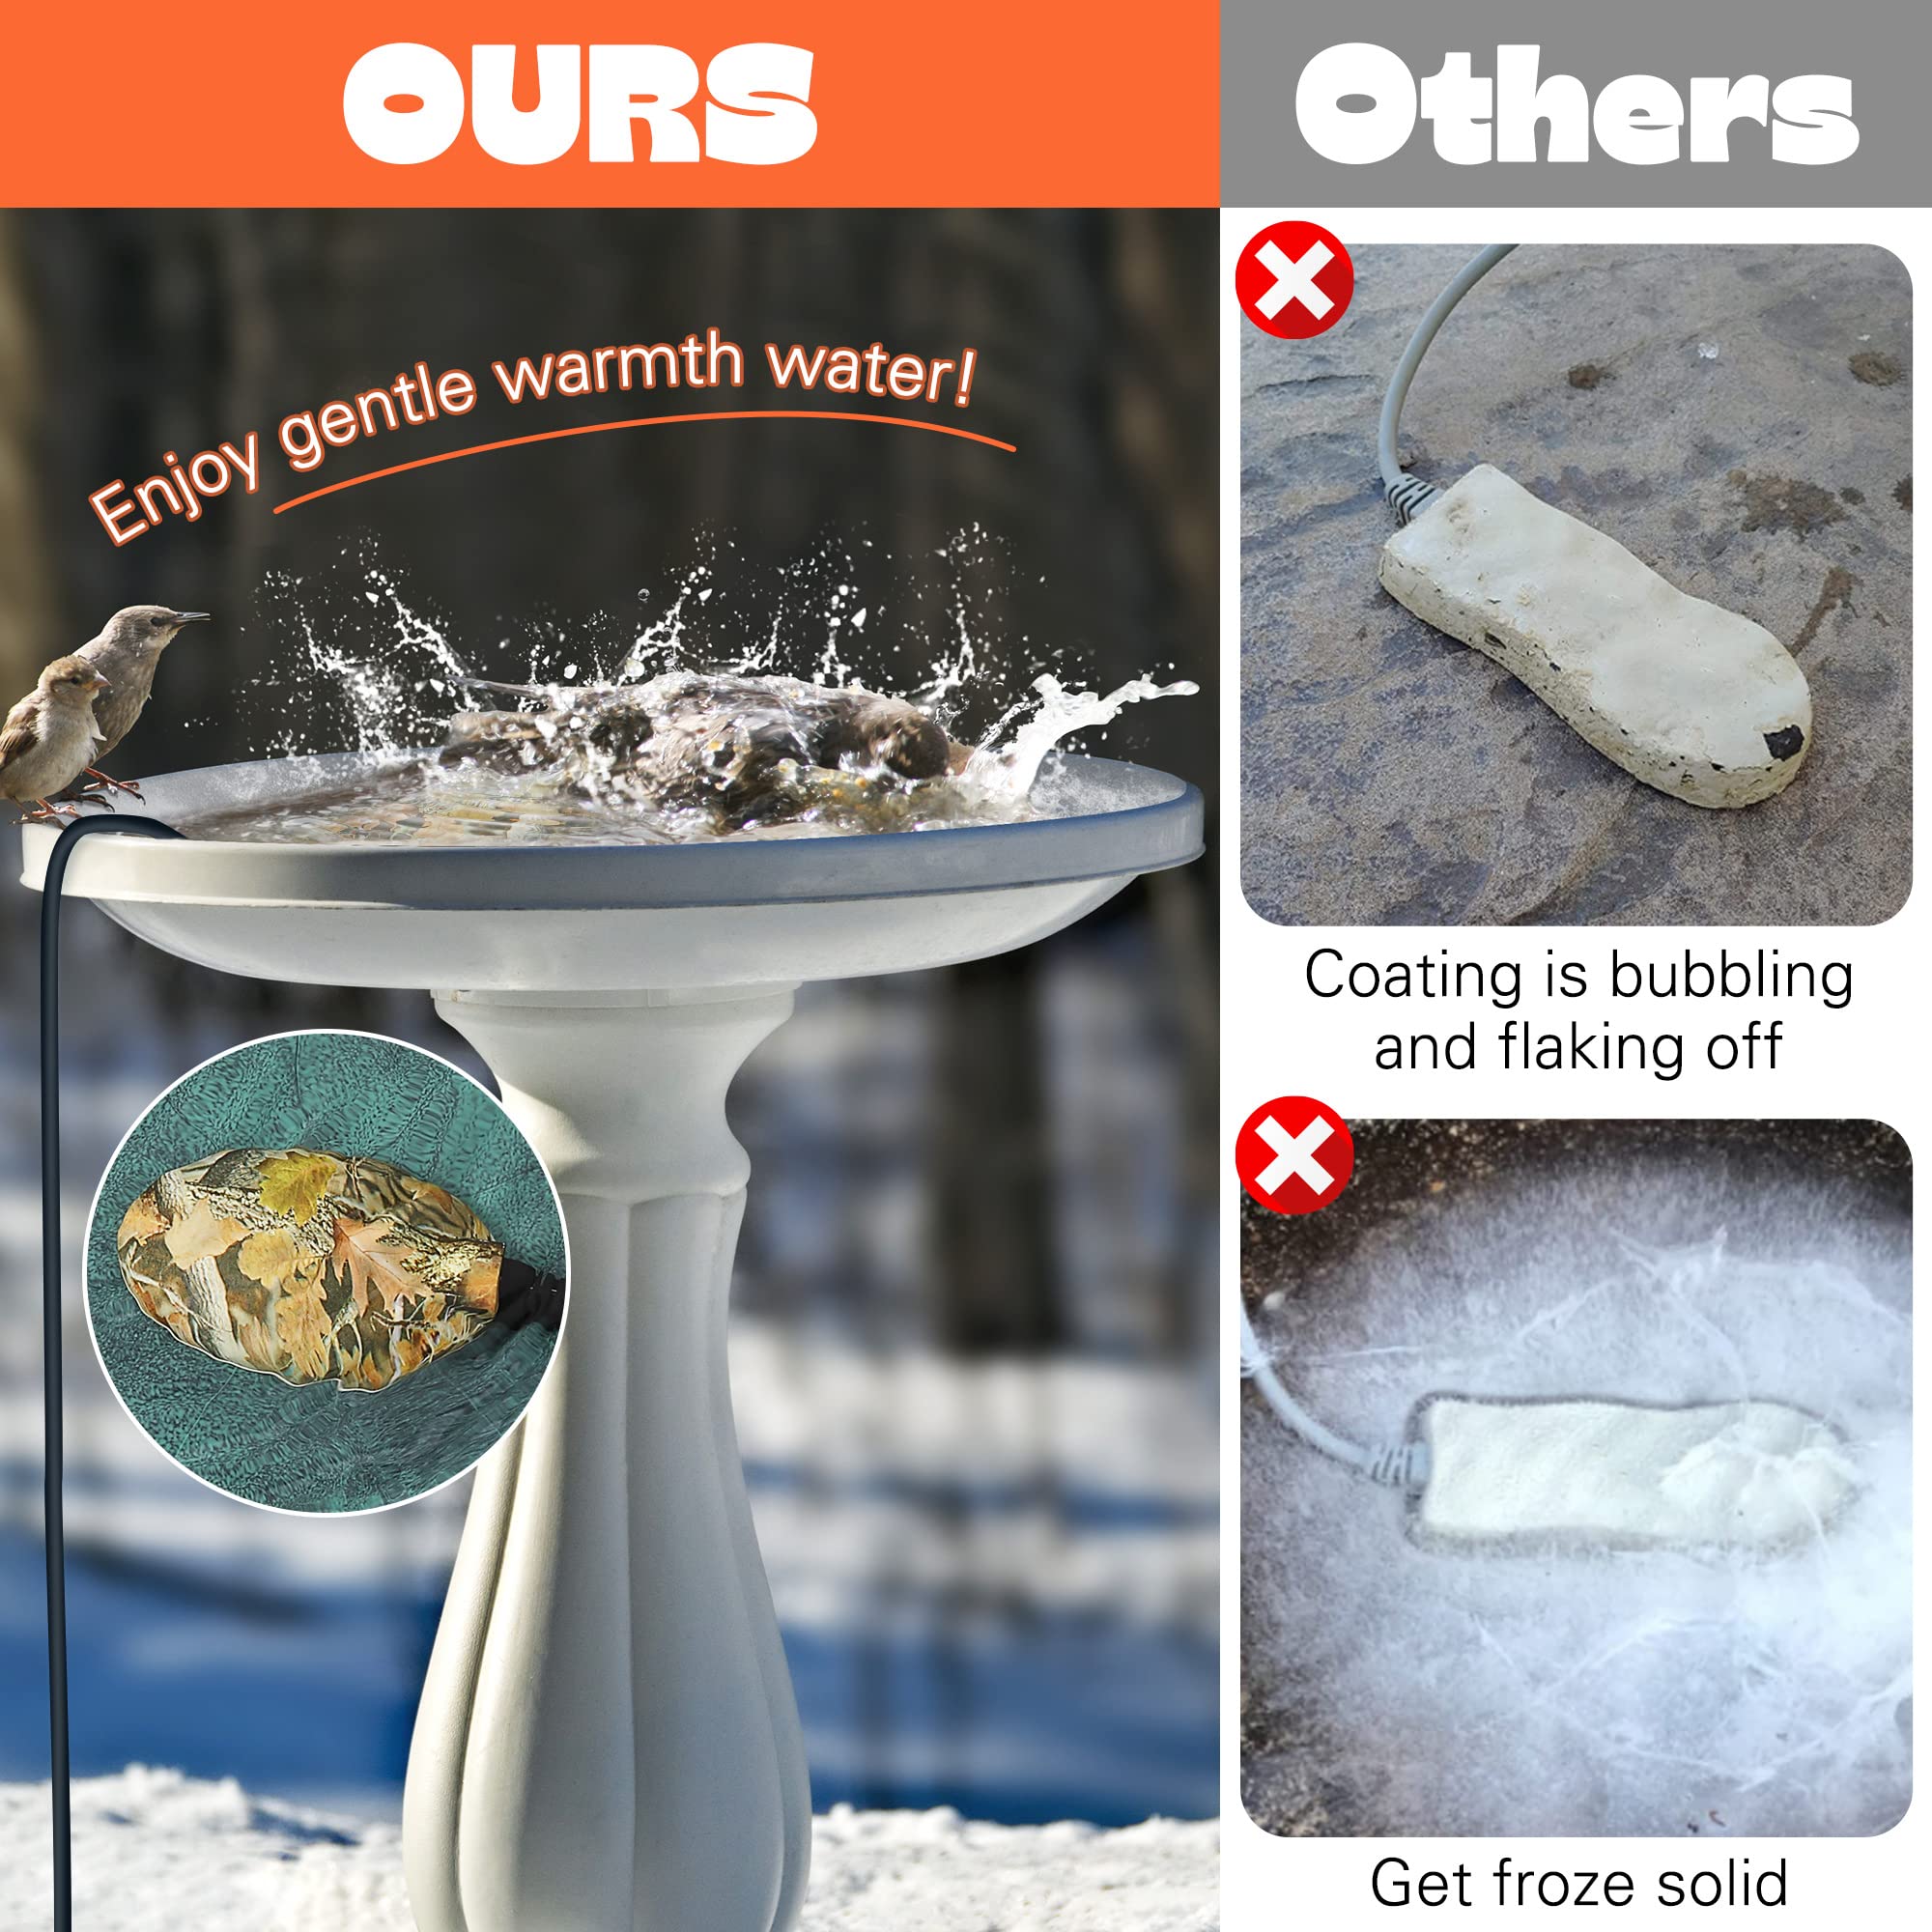 OURS
Others
Enjoy gentle warmth water!
Coating is bubbling
and flaking off
Get froze solid